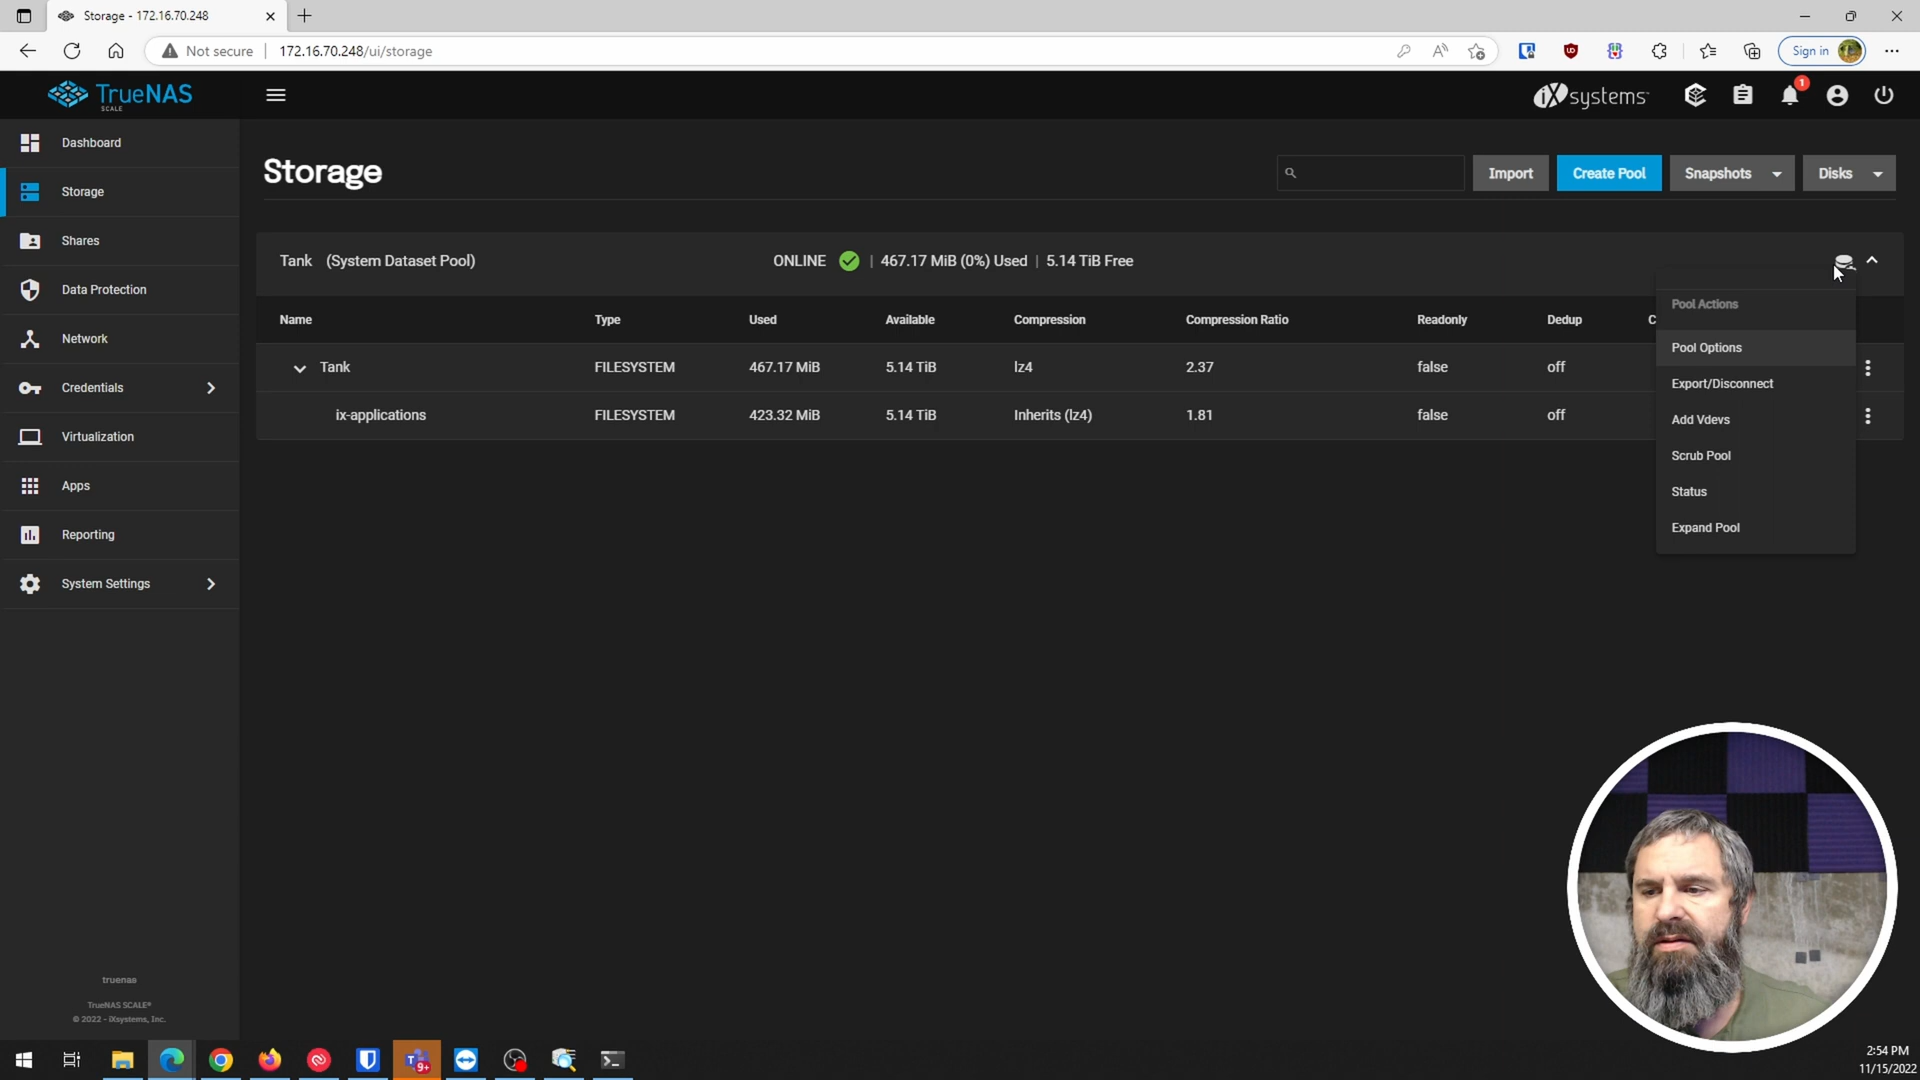 Storage - 172.16.70.248
Not secure
172.16.70.248/ui/storage
Sign in
TrueNAS
SCALE
iXsystems
1
Dashboard
Storage
Shares
Data Protection
Network
Credentials
Virtualization
Apps
Reporting
System Settings
truenas
TrueNAS SCALE®
© 2022 - iXsystems, Inc.
Storage
Import
Create Pool
Snapshots
Disks
Tank (System Dataset Pool)
ONLINE | 467.17 MiB (0%) Used | 5.14 TiB Free
Name Type Used Available Compression Compression Ratio Readonly Dedup C
Tank FILESYSTEM 467.17 MiB 5.14 TiB lz4 2.37 false off
ix-applications FILESYSTEM 423.32 MiB 5.14 TiB Inherits (lz4) 1.81 false off
Pool Actions
Pool Options
Export/Disconnect
Add Vdevs
Scrub Pool
Status
Expand Pool
9+
2:54 PM
11/15/2022